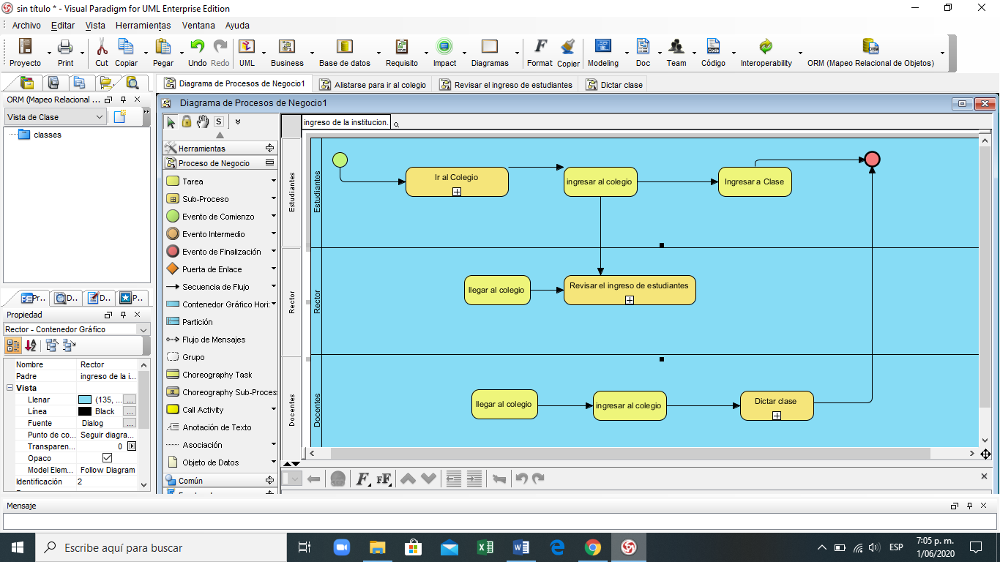 sin título * - Visual Paradigm for UML Enterprise Edition
Archivo Editar Vista Herramientas Ventana Ayuda
Proyecto Print Cut Copiar Pegar Undo Redo UML Business Base de datos Requisito Impact Diagramas Format Copier Modeling Doc Team Código Interoperability ORM (Mapeo Relacional de Objetos)
Diagrama de Procesos de Negocio1 Alistarse para ir al colegio Revisar el ingreso de estudiantes Dictar clase
ORM (Mapeo Relacional ...
Vista de Clase
classes
Diagrama de Procesos de Negocio1
S
ingreso de la institucion.
Herramientas
Proceso de Negocio
Tarea
Sub-Proceso
Evento de Comienzo
Evento Intermedio
Evento de Finalización
Puerta de Enlace
Secuencia de Flujo
Contenedor Gráfico Hori:
Partición
Flujo de Mensajes
Grupo
Choreography Task
Choreography Sub-Proces
Call Activity
Anotación de Texto
Asociación
Objeto de Datos
Común
Estudiantes
Estudiantes
Ir al Colegio
ingresar al colegio
Ingresar a Clase
Rector
Rector
llegar al colegio
Revisar el ingreso de estudiantes
Docentes
Docentes
llegar al colegio
ingresar al colegio
Dictar clase
Pr.. D.. D.. P..
Propiedad
Rector - Contenedor Gráfico
Nombre Rector
Padre ingreso de la i...
Vista
Llenar (135, ... ...
Línea Black ...
Fuente Dialog ...
Punto de co... Seguir diagra...
Transparen... 0
Opaco
Model Elem... Follow Diagram
Identificación 2
Mensaje
Escribe aquí para buscar
ESP
7:05 p. m.
1/06/2020